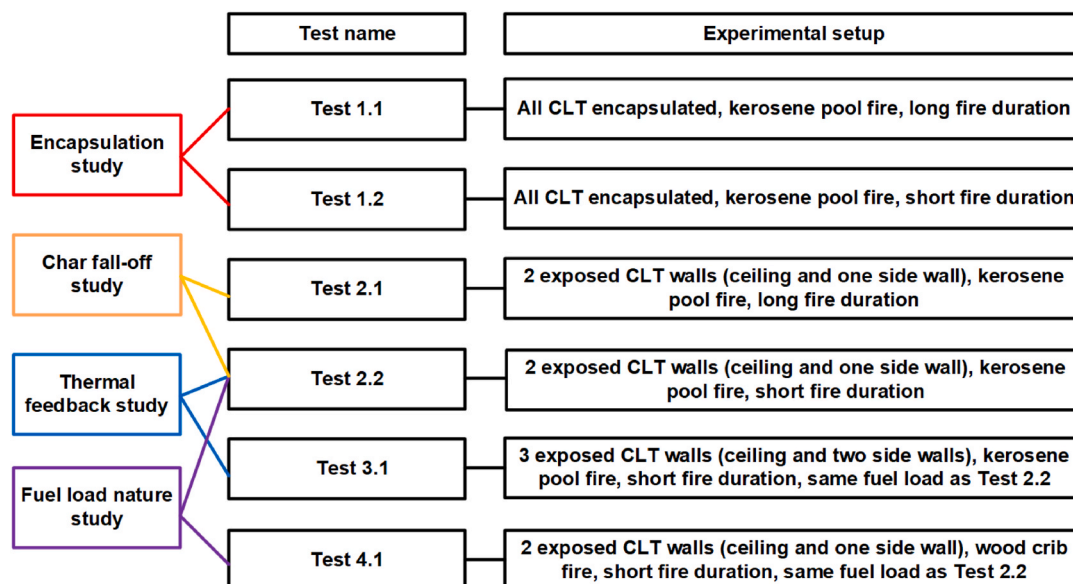 Test name
Experimental setup
Encapsulation
study
Char fall-off
study
Thermal
feedback study
Fuel load nature
study
Test 1.1
All CLT encapsulated, kerosene pool fire, long fire duration
Test 1.2
All CLT encapsulated, kerosene pool fire, short fire duration
Test 2.1
2 exposed CLT walls (ceiling and one side wall), kerosene
pool fire, long fire duration
Test 2.2
2 exposed CLT walls (ceiling and one side wall), kerosene
pool fire, short fire duration
Test 3.1
3 exposed CLT walls (ceiling and two side walls), kerosene
pool fire, short fire duration, same fuel load as Test 2.2
Test 4.1
2 exposed CLT walls (ceiling and one side wall), wood crib
fire, short fire duration, same fuel load as Test 2.2